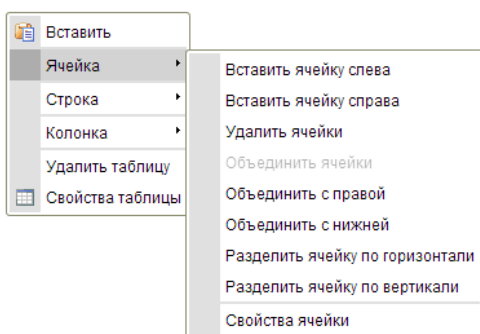 Вставить
Ячейка
Строка
Колонка
Удалить таблицу
Свойства таблицы
Вставить ячейку слева
Вставить ячейку справа
Удалить ячейки
Объединить ячейки
Объединить с правой
Объединить с нижней
Разделить ячейку по горизонтали
Разделить ячейку по вертикали
Свойства ячейки